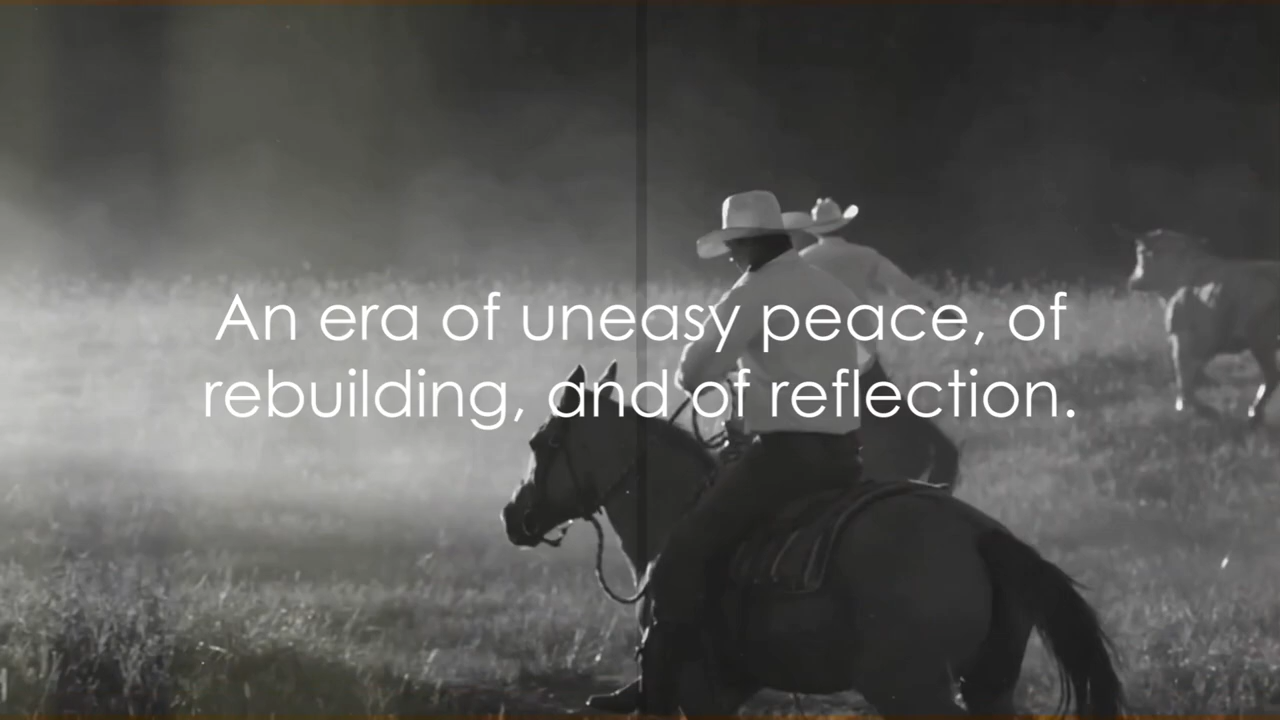 An era of uneasy peace, of
rebuilding, and of reflection.